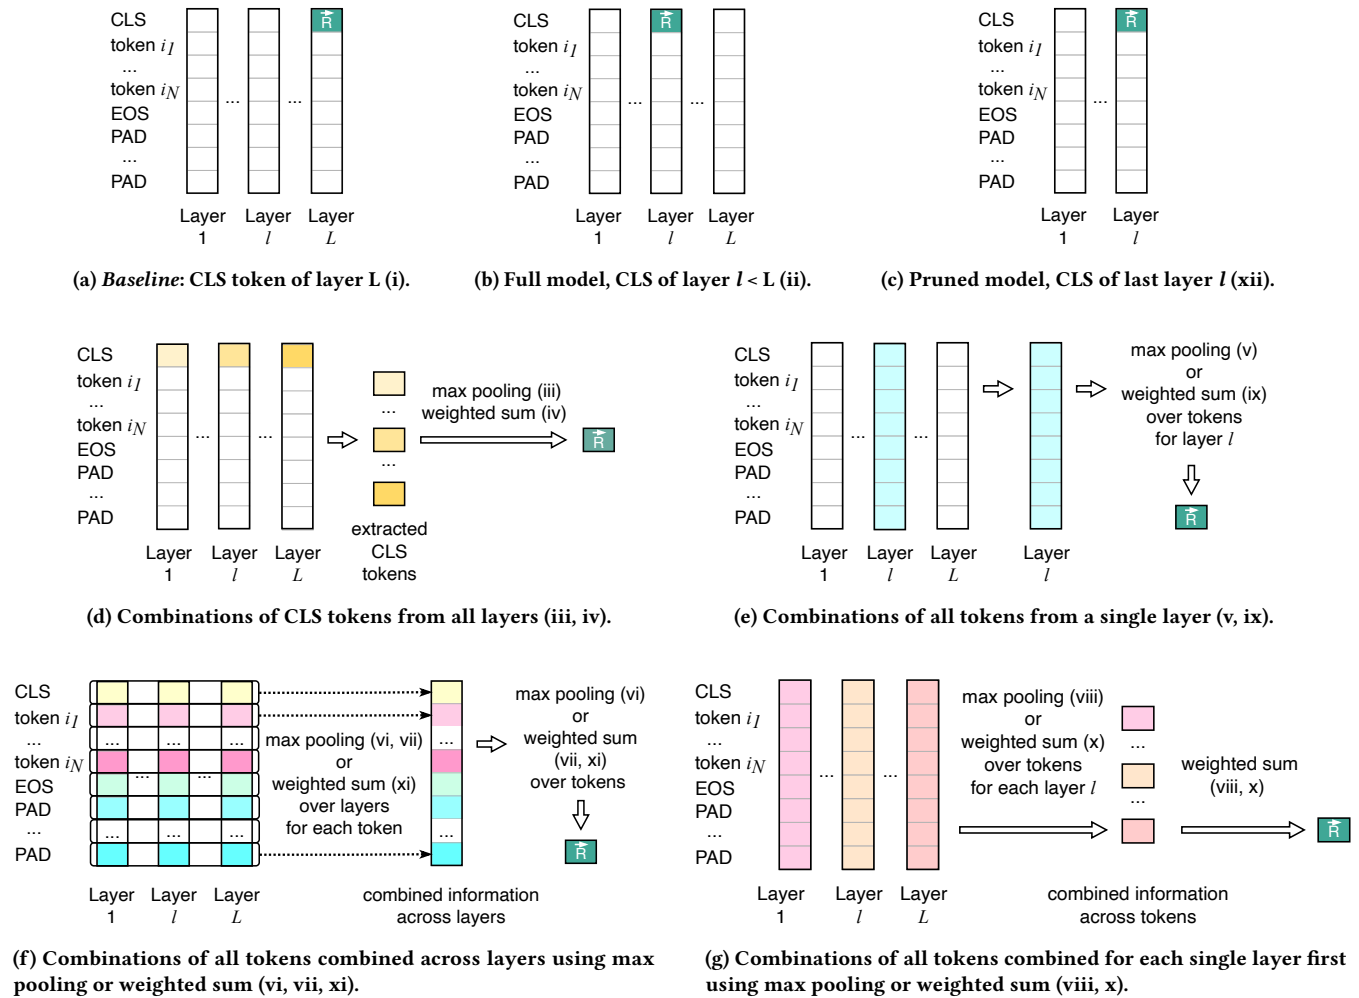 CLS
token i1
...
token iN
EOS
PAD
...
PAD
R
... ...
Layer 1
Layer l
Layer L
(a) Baseline: CLS token of layer L (i).
CLS
token i1
...
token iN
EOS
PAD
...
PAD
R
... ...
Layer 1
Layer l
Layer L
(b) Full model, CLS of layer l < L (ii).
CLS
token i1
...
token iN
EOS
PAD
...
PAD
R
...
Layer 1
Layer l
(c) Pruned model, CLS of last layer l (xii).
CLS
token i1
...
token iN
EOS
PAD
...
PAD
... ...
Layer 1
Layer l
Layer L
...
...
extracted
CLS
tokens
max pooling (iii)
weighted sum (iv)
R
(d) Combinations of CLS tokens from all layers (iii, iv).
CLS
token i1
...
token iN
EOS
PAD
...
PAD
... ...
Layer 1
Layer l
Layer L
Layer l
max pooling (v)
or
weighted sum (ix)
over tokens
for layer l
R
(e) Combinations of all tokens from a single layer (v, ix).
CLS
token i1
...
token iN
EOS
PAD
...
PAD
... ... ...
... ...
... ... ...
Layer 1
Layer l
Layer L
max pooling (vi, vii)
or
weighted sum (xi)
over layers
for each token
...
...
combined information
across layers
max pooling (vi)
or
weighted sum
(vii, xi)
over tokens
R
(f) Combinations of all tokens combined across layers using max
pooling or weighted sum (vi, vii, xi).
CLS
token i1
...
token iN
EOS
PAD
...
PAD
... ...
Layer 1
Layer l
Layer L
max pooling (viii)
or
weighted sum (x)
over tokens
for each layer l
...
...
combined information
across tokens
weighted sum
(viii, x)
R
(g) Combinations of all tokens combined for each single layer first
using max pooling or weighted sum (viii, x).